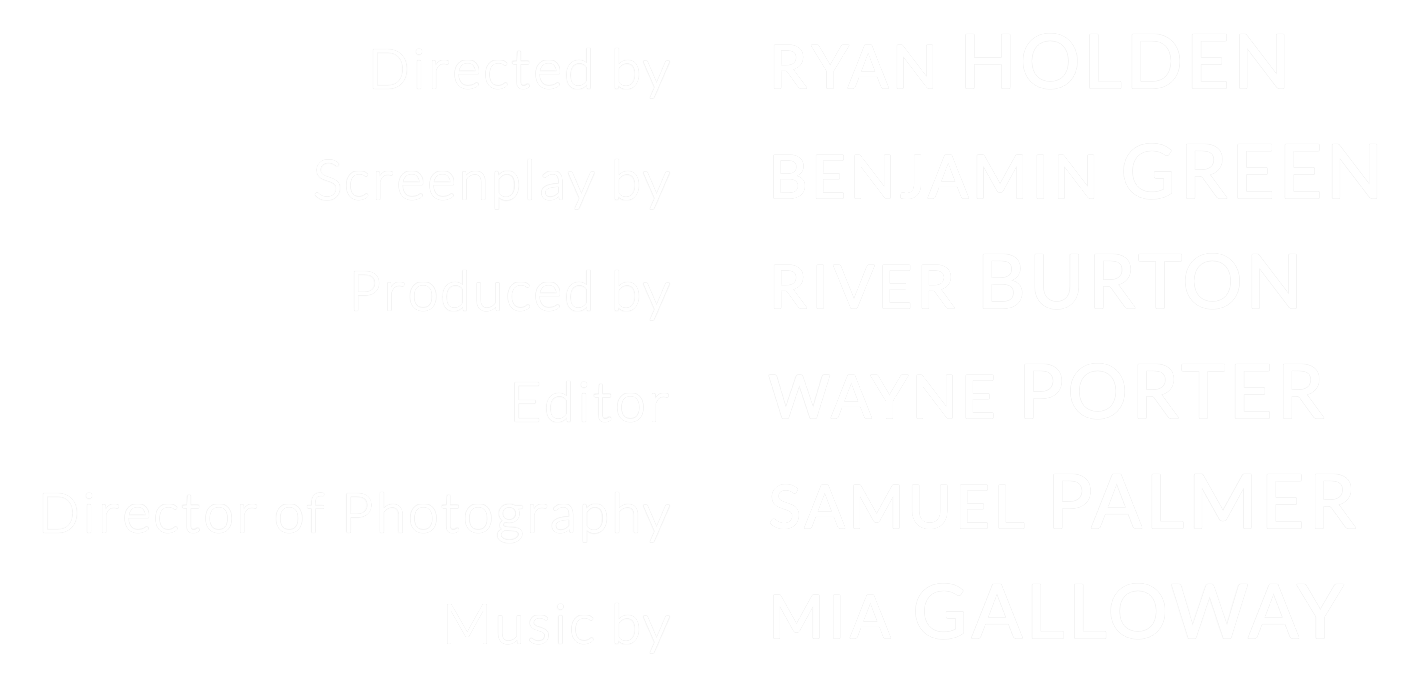 Directed by RYAN HOLDEN
Screenplay by BENJAMIN GREEN
Produced by RIVER BURTON
Editor WAYNE PORTER
Director of Photography SAMUEL PALMER
Music by MIA GALLOWAY